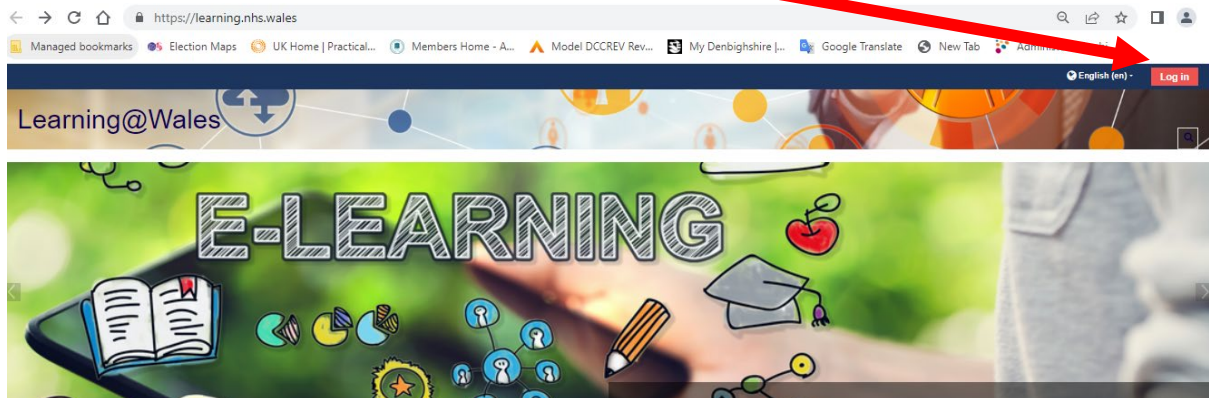 https://learning.nhs.wales
Managed bookmarks Election Maps UK Home | Practical... Members Home - A... Model DCCREV Rev... My Denbighshire |... Google Translate New Tab
English (en) - Log in
Learning@Wales
E-LEARNING